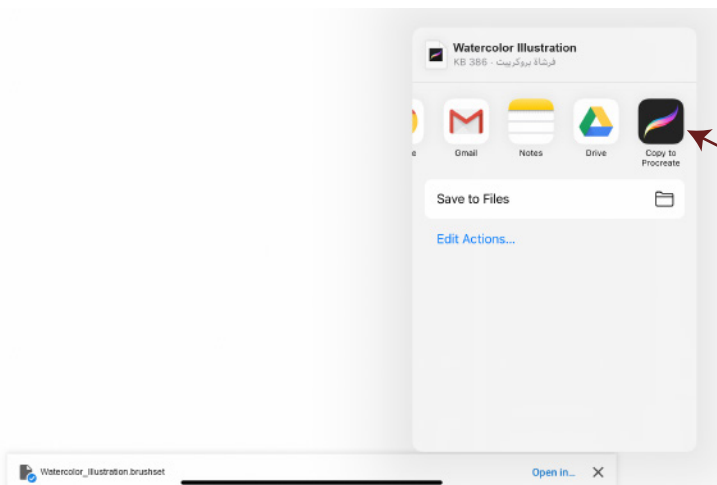 Watercolor Illustration
فرشاة بروكرييت - 386 KB
e
Gmail
Notes
Drive
Copy to
Procreate
Save to Files
Edit Actions...
Watercolor_Illustration.brushset
Open in...